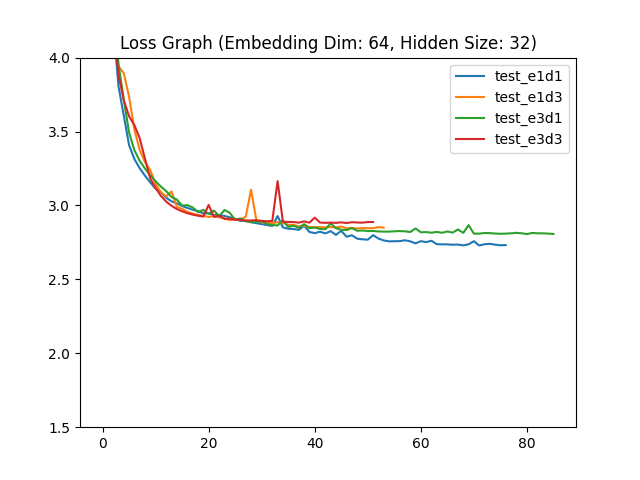 Loss Graph (Embedding Dim: 64, Hidden Size: 32)
4.0
3.5
3.0
2.5
2.0
1.5
0
20
40
60
80
test_e1d1
test_e1d3
test_e3d1
test_e3d3